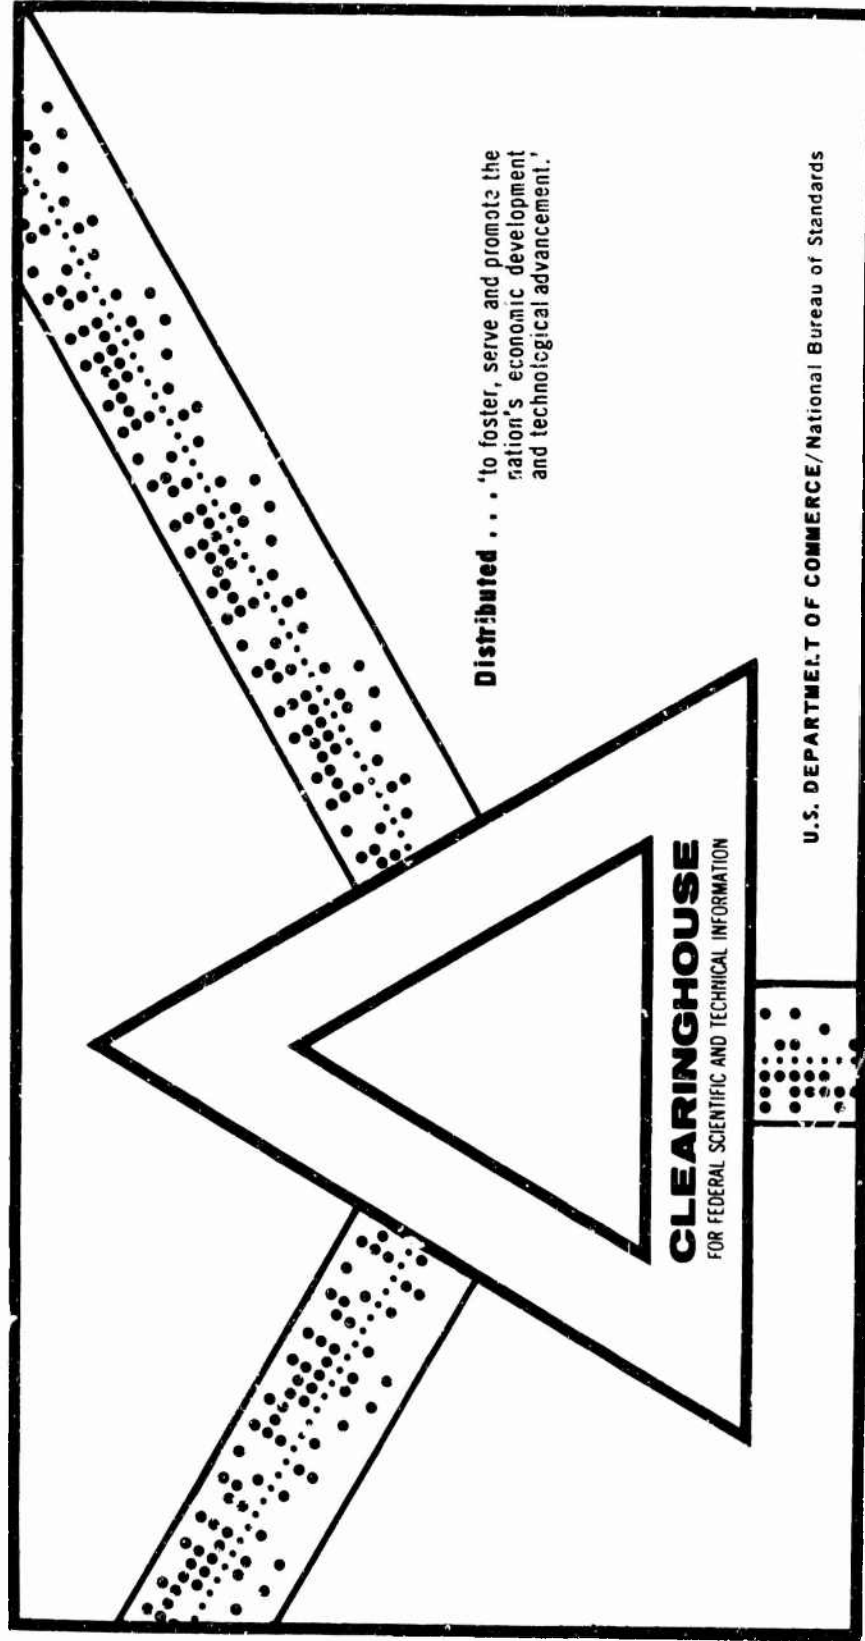 Distributed . . . 'to foster, serve and promote the
nation's economic development
and technological advancement.'
CLEARINGHOUSE
FOR FEDERAL SCIENTIFIC AND TECHNICAL INFORMATION
U.S. DEPARTMENT OF COMMERCE/National Bureau of Standards